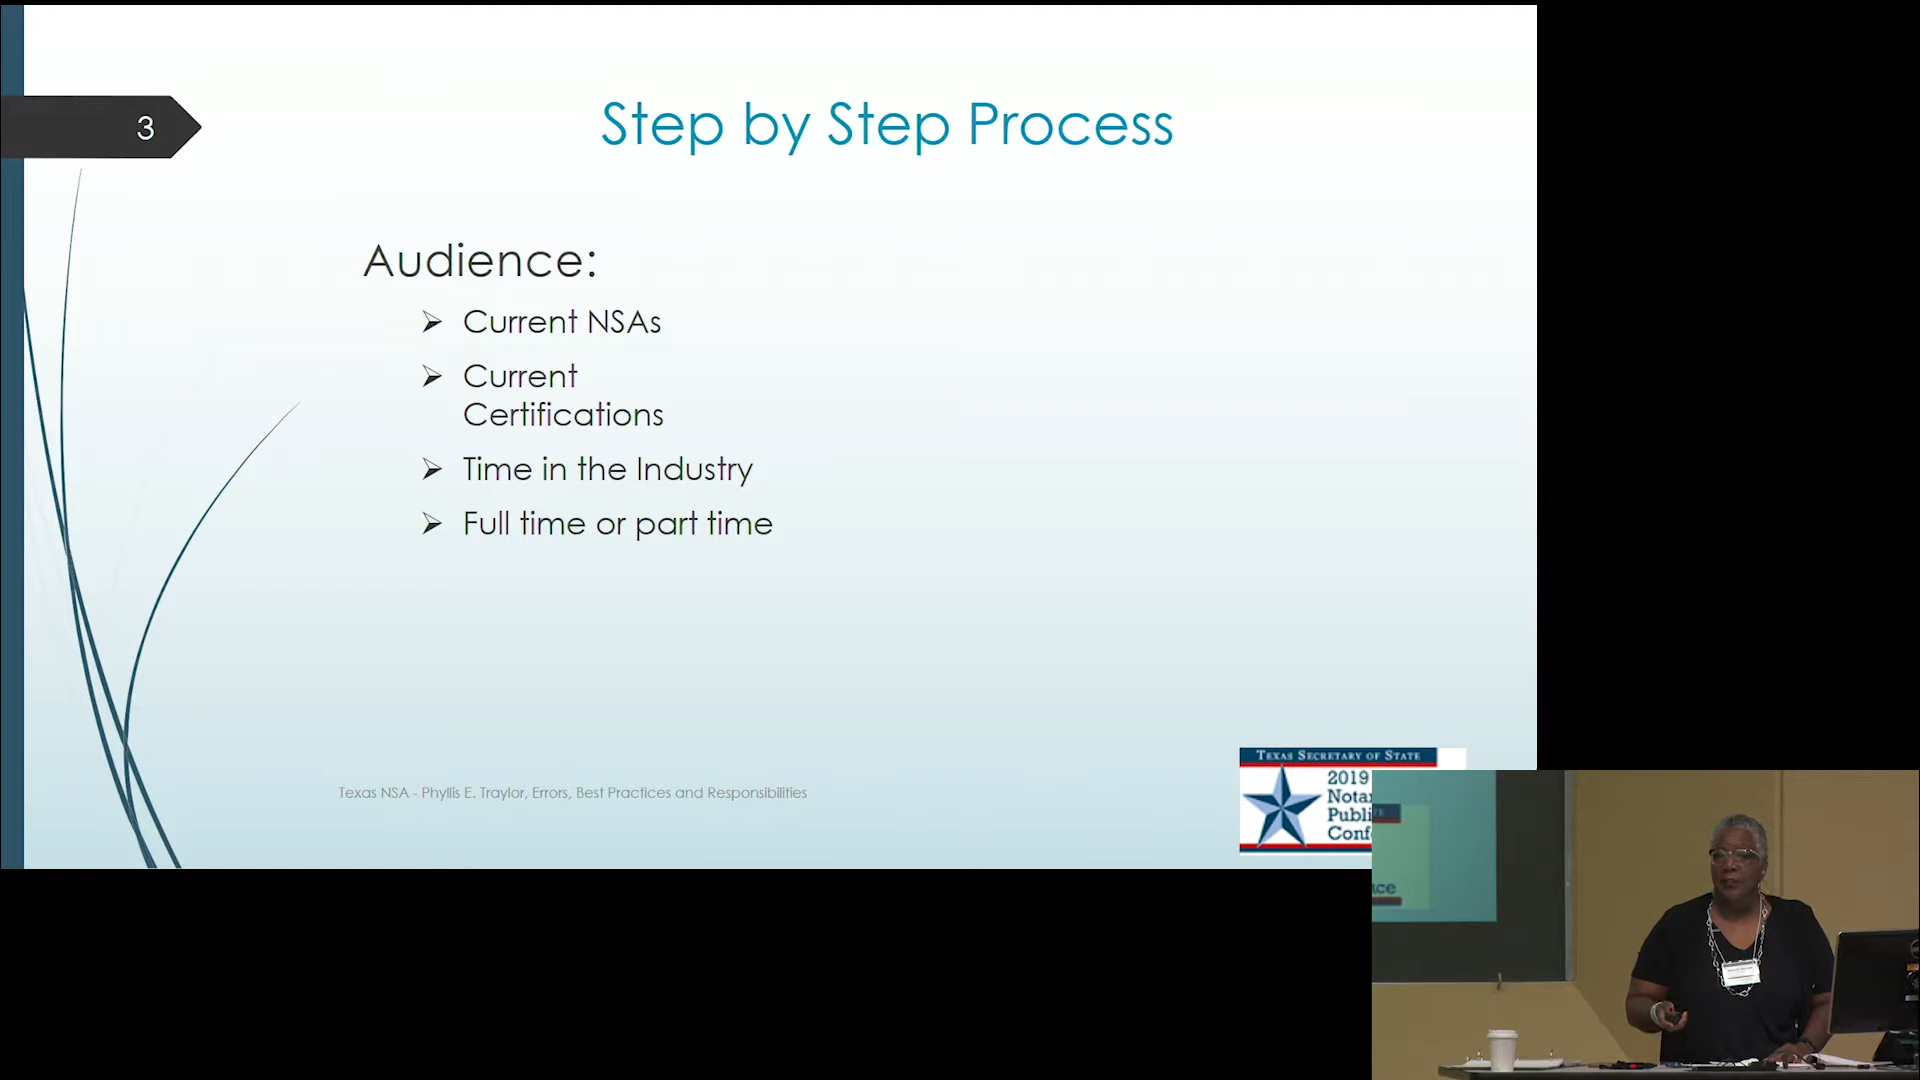 3
Step by Step Process
Audience:
Current NSAs
Current
Certifications
Time in the Industry
Full time or part time
Texas NSA - Phyllis E. Traylor, Errors, Best Practices and Responsibilities
TEXAS SECRETARY OF STATE
2019